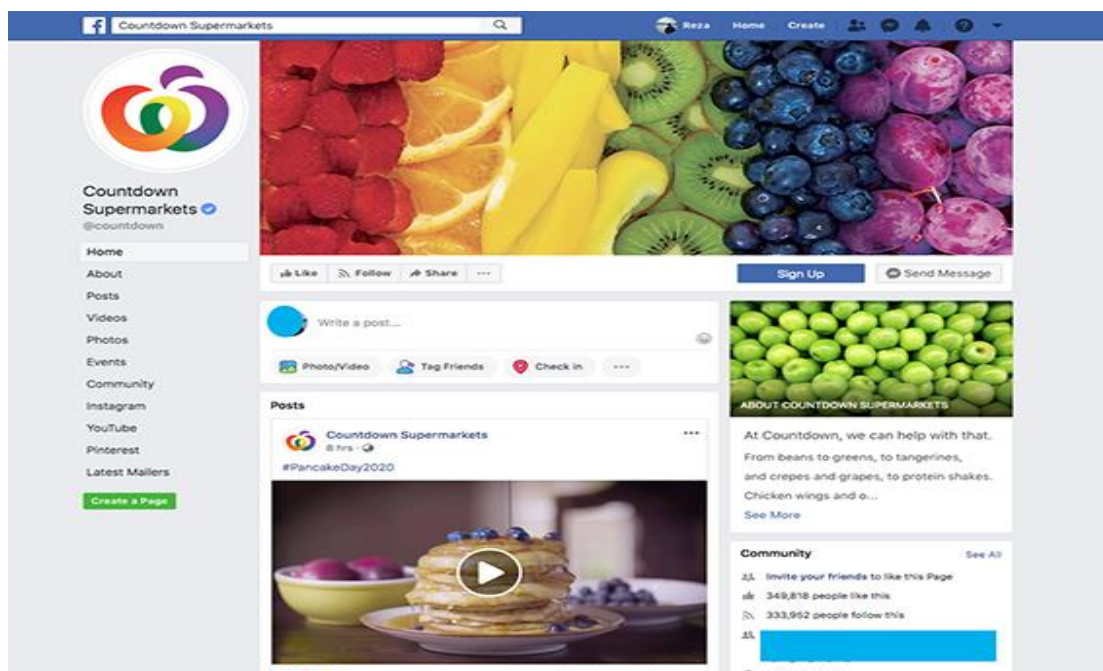 Countdown Supermarkets
Reza Home Create
Countdown
Supermarkets
@countdown
Home
About
Posts
Videos
Photos
Events
Community
Instagram
YouTube
Pinterest
Latest Mailers
Create a Page
Like Follow Share ...
Sign Up
Send Message
Write a post...
Photo/Video Tag Friends Check in ...
Posts
Countdown Supermarkets
8 hrs ·
#PancakeDay2020
ABOUT COUNTDOWN SUPERMARKETS
At Countdown, we can help with that.
From beans to greens, to tangerines,
and crepes and grapes, to protein shakes.
Chicken wings and o...
See More
Community See All
Invite your friends to like this Page
349,818 people like this
333,952 people follow this